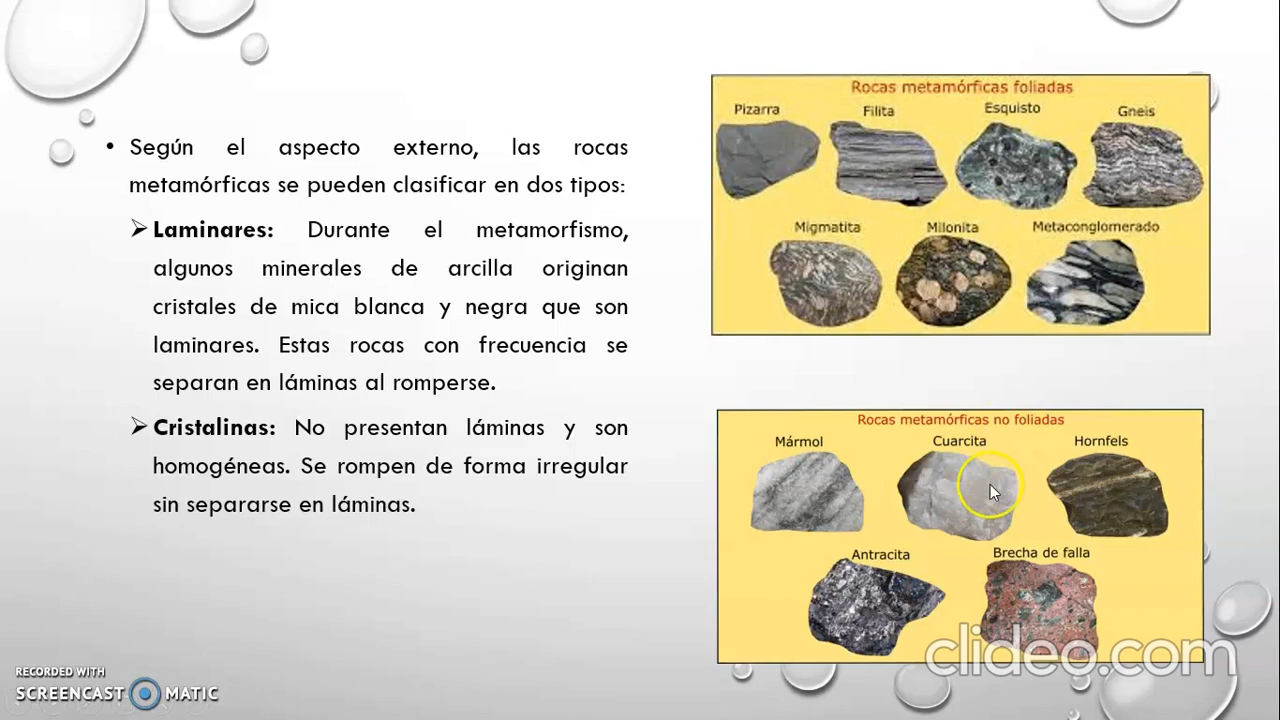 Según el aspecto externo, las rocas
metamórficas se pueden clasificar en dos tipos:
Laminares: Durante el metamorfismo,
algunos minerales de arcilla originan
cristales de mica blanca y negra que son
laminares. Estas rocas con frecuencia se
separan en láminas al romperse.
Cristalinas: No presentan láminas y son
homogéneas. Se rompen de forma irregular
sin separarse en láminas.
Rocas metamórficas foliadas
Pizarra Filita Esquisto Gneis
Migmatita Milonita Metaconglomerado
Rocas metamórficas no foliadas
Mármol Cuarcita Hornfels
Antracita Brecha de falla
clideo.com
RECORDED WITH
SCREENCAST MATIC